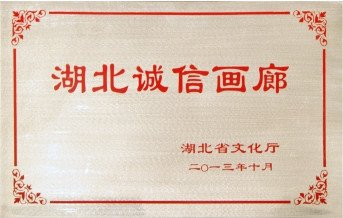 湖北诚信画廊
湖北省文化厅
二〇一三年十月